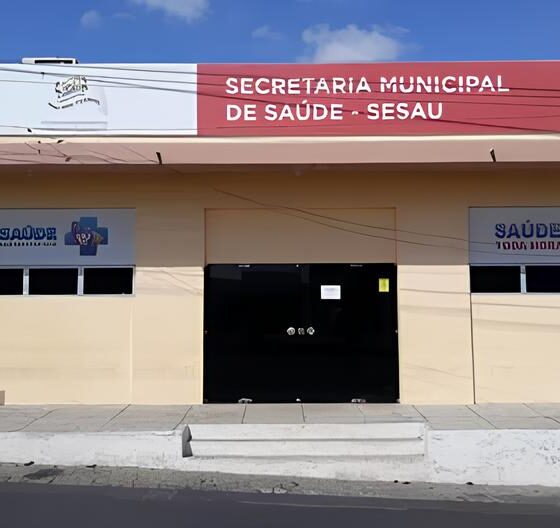 SECRETARIA MUNICIPAL
DE SAÚDE - SESAU
SAÚDE
SAÚDE